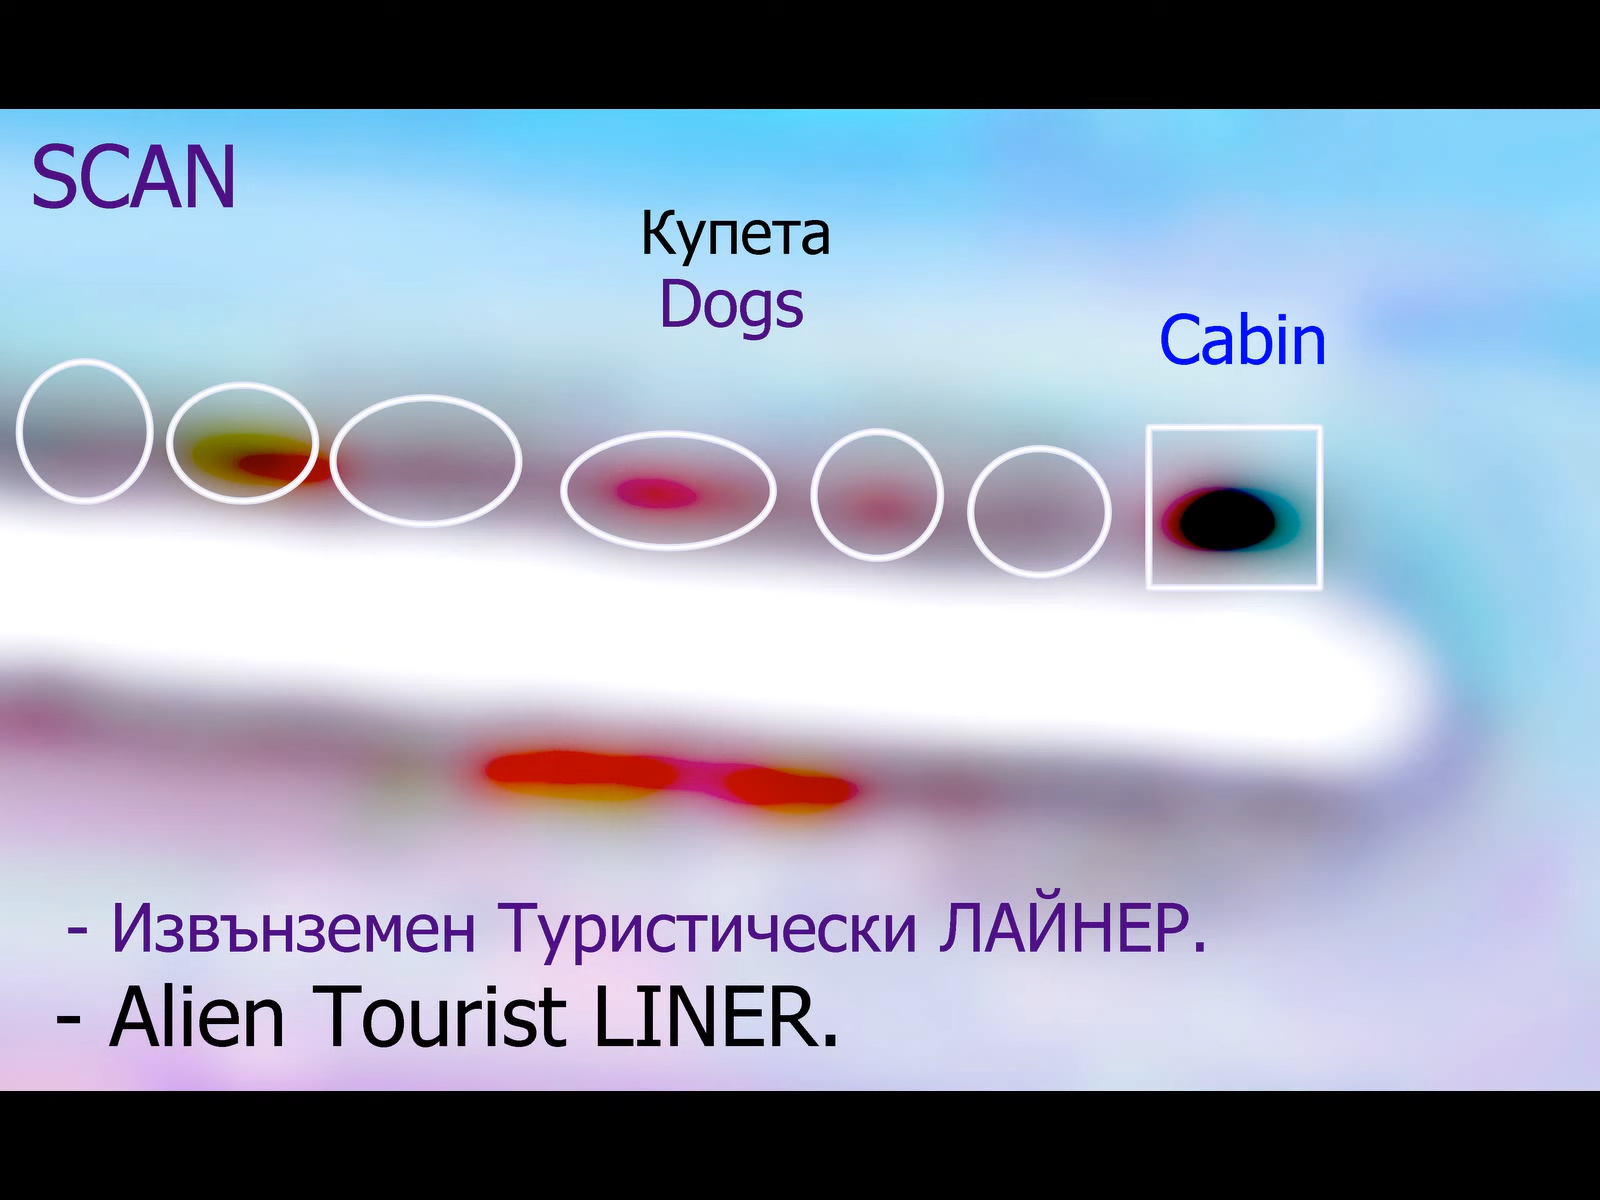 SCAN
Купета
Dogs
Cabin
- Извънземен Туристически ЛАЙНЕР.
- Alien Tourist LINER.